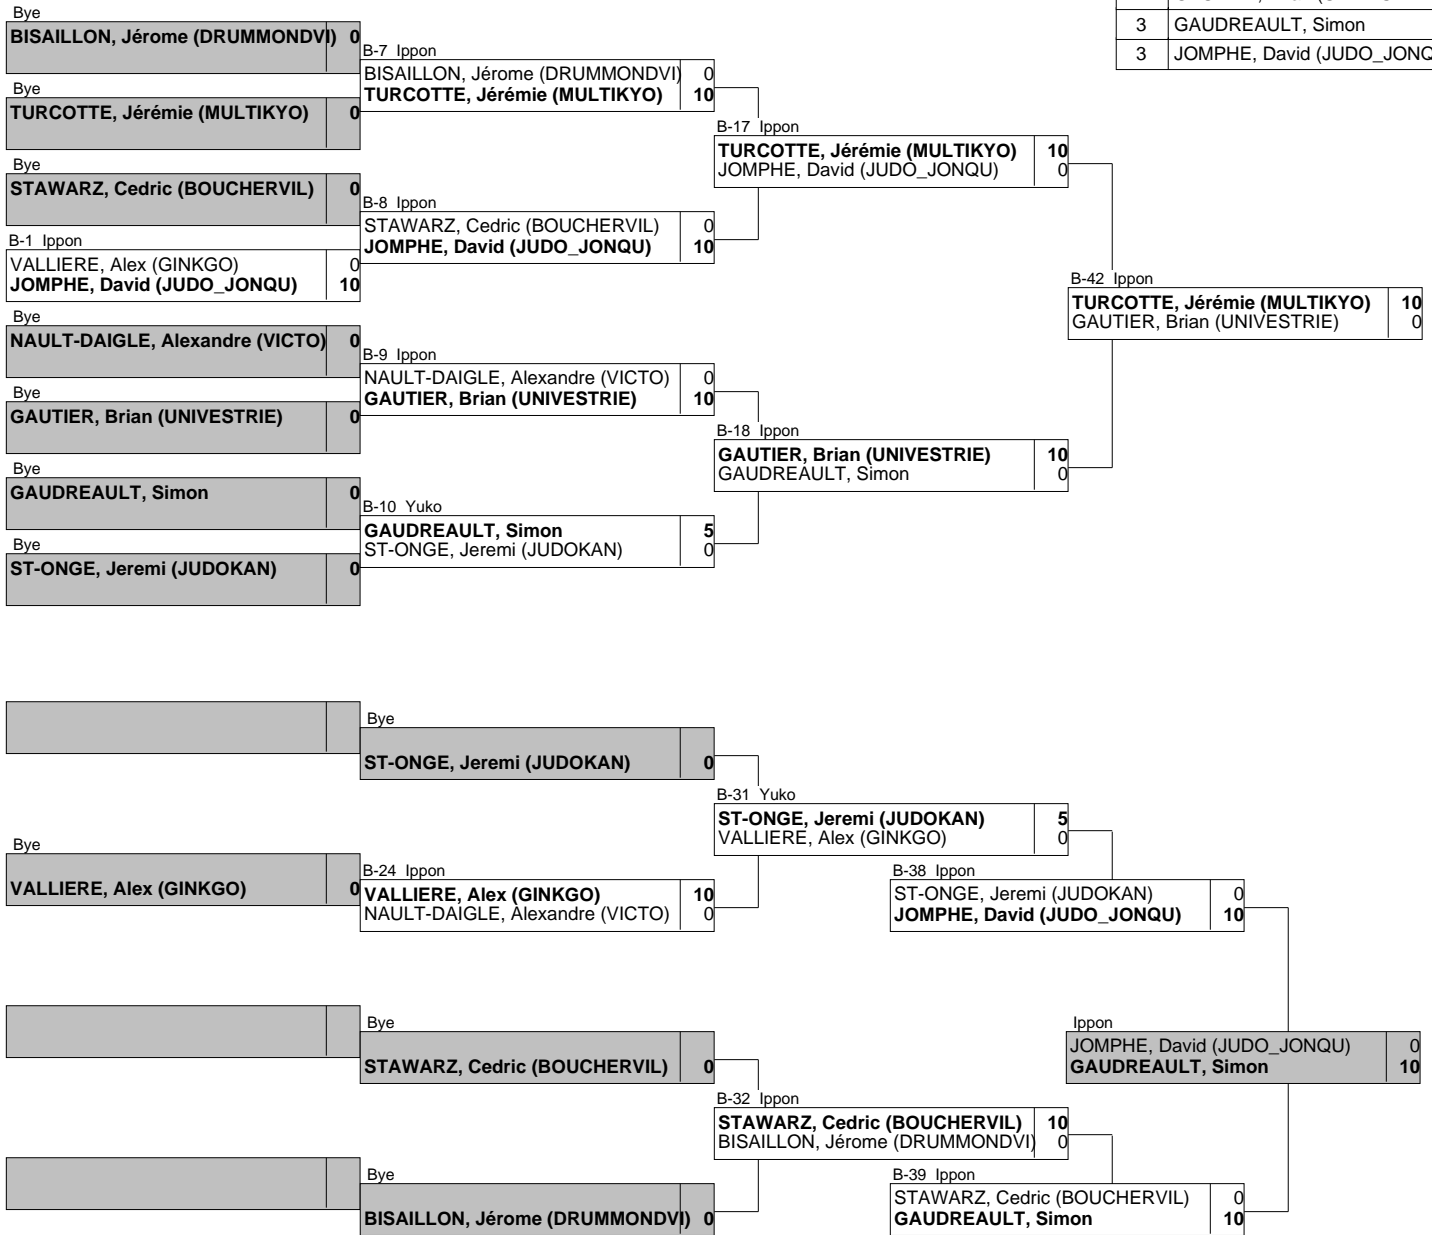 Bye
BISAILLON, Jérome (DRUMMONDVI) 0
3 GAUDREAULT, Simon
3 JOMPHE, David (JUDO_JONQ
B-7 Ippon
BISAILLON, Jérome (DRUMMONDVI) 0
TURCOTTE, Jérémie (MULTIKYO) 10
Bye
TURCOTTE, Jérémie (MULTIKYO) 0
B-17 Ippon
TURCOTTE, Jérémie (MULTIKYO) 10
JOMPHE, David (JUDO_JONQU) 0
Bye
STAWARZ, Cedric (BOUCHERVIL) 0
B-8 Ippon
STAWARZ, Cedric (BOUCHERVIL) 0
JOMPHE, David (JUDO_JONQU) 10
B-1 Ippon
VALLIERE, Alex (GINKGO) 0
JOMPHE, David (JUDO_JONQU) 10
B-42 Ippon
TURCOTTE, Jérémie (MULTIKYO) 10
GAUTIER, Brian (UNIVESTRIE) 0
Bye
NAULT-DAIGLE, Alexandre (VICTO) 0
B-9 Ippon
NAULT-DAIGLE, Alexandre (VICTO) 0
GAUTIER, Brian (UNIVESTRIE) 10
Bye
GAUTIER, Brian (UNIVESTRIE) 0
B-18 Ippon
GAUTIER, Brian (UNIVESTRIE) 10
GAUDREAULT, Simon 0
Bye
GAUDREAULT, Simon 0
B-10 Yuko
GAUDREAULT, Simon 5
ST-ONGE, Jeremi (JUDOKAN) 0
Bye
ST-ONGE, Jeremi (JUDOKAN) 0
Bye
ST-ONGE, Jeremi (JUDOKAN) 0
B-31 Yuko
ST-ONGE, Jeremi (JUDOKAN) 5
VALLIERE, Alex (GINKGO) 0
Bye
VALLIERE, Alex (GINKGO) 0
B-24 Ippon
VALLIERE, Alex (GINKGO) 10
NAULT-DAIGLE, Alexandre (VICTO) 0
B-38 Ippon
ST-ONGE, Jeremi (JUDOKAN) 0
JOMPHE, David (JUDO_JONQU) 10
Bye
STAWARZ, Cedric (BOUCHERVIL) 0
Ippon
JOMPHE, David (JUDO_JONQU) 0
GAUDREAULT, Simon 10
B-32 Ippon
STAWARZ, Cedric (BOUCHERVIL) 10
BISAILLON, Jérome (DRUMMONDVI) 0
Bye
BISAILLON, Jérome (DRUMMONDVI) 0
B-39 Ippon
STAWARZ, Cedric (BOUCHERVIL) 0
GAUDREAULT, Simon 10